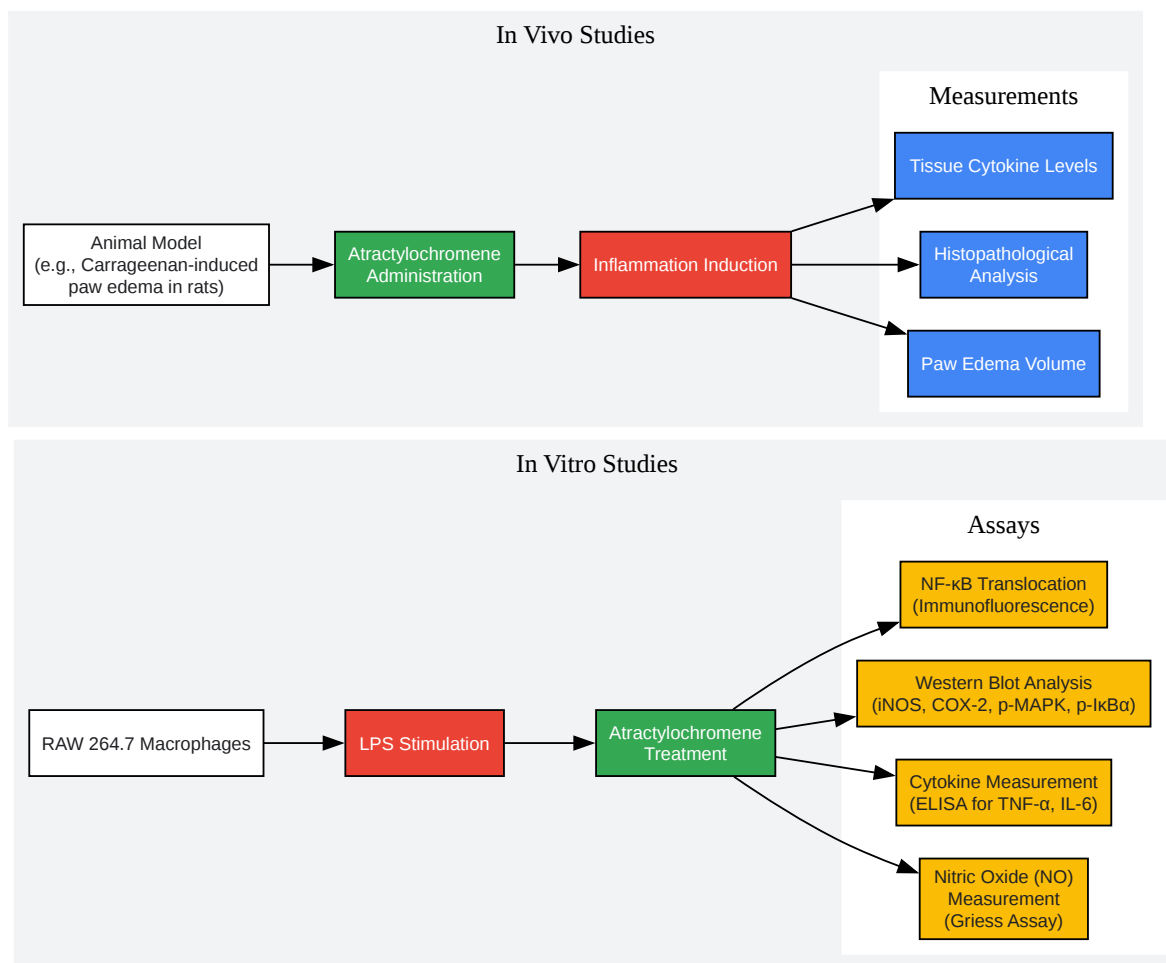 In Vivo Studies
Measurements
Tissue Cytokine Levels
Animal Model
(e.g., Carrageenan-induced
paw edema in rats)
Atractylochromene
Administration
Inflammation Induction
Histopathological
Analysis
Paw Edema Volume
In Vitro Studies
Assays
NF-κB Translocation
(Immunofluorescence)
Western Blot Analysis
(iNOS, COX-2, p-MAPK, p-IκBα)
RAW 264.7 Macrophages
LPS Stimulation
Atractylochromene
Treatment
Cytokine Measurement
(ELISA for TNF-α, IL-6)
Nitric Oxide (NO)
Measurement
(Griess Assay)